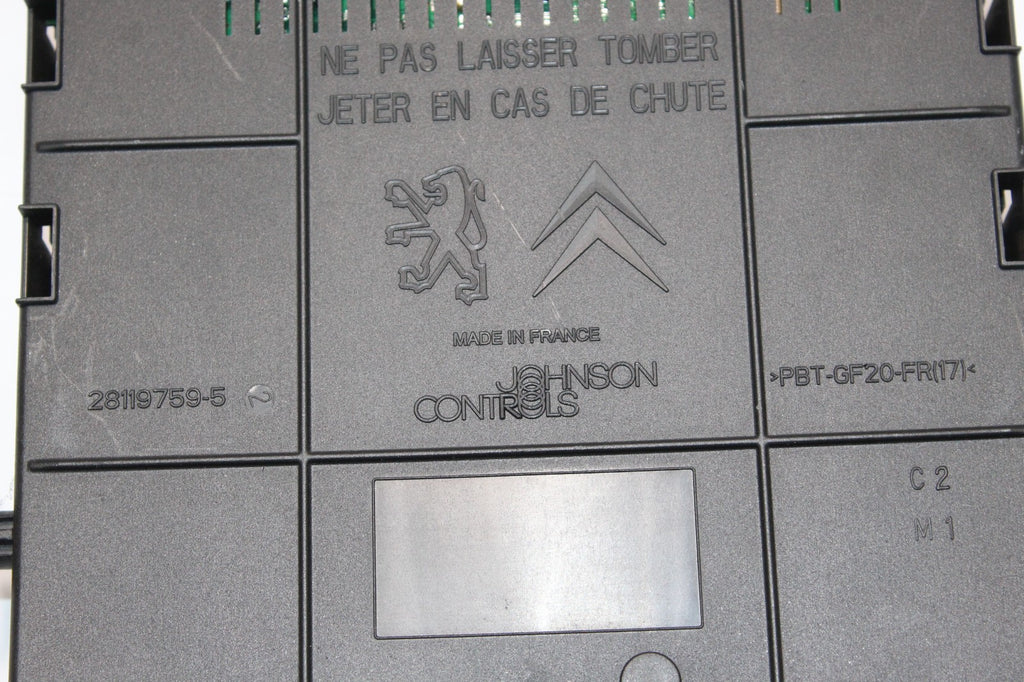 NE PAS LAISSER TOMBER
JETER EN CAS DE CHUTE
MADE IN FRANCE
JOHNSON
CONTROLS
28119759-5 2
>PBT-GF20-FR(17)<
C 2
M 1